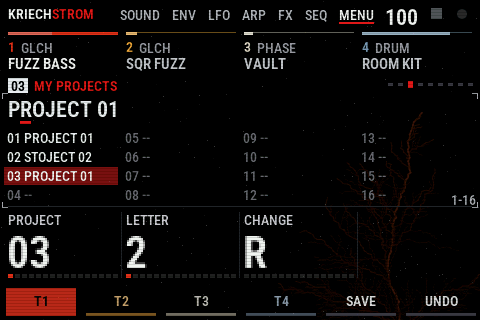 KRIECHSTROM SOUND ENV LFO ARP FX SEQ MENU 100
1 GLCH 2 GLCH 3 PHASE 4 DRUM
FUZZ BASS SQR FUZZ VAULT ROOM KIT
03 MY PROJECTS
PROJECT 01
01 PROJECT 01 05 -- 09 -- 13 --
02 STOJECT 02 06 -- 10 -- 14 --
03 PROJECT 01 07 -- 11 -- 15 --
04 -- 08 -- 12 -- 16 --
1-16
PROJECT LETTER CHANGE
03 2 R
T1 T2 T3 T4 SAVE UNDO